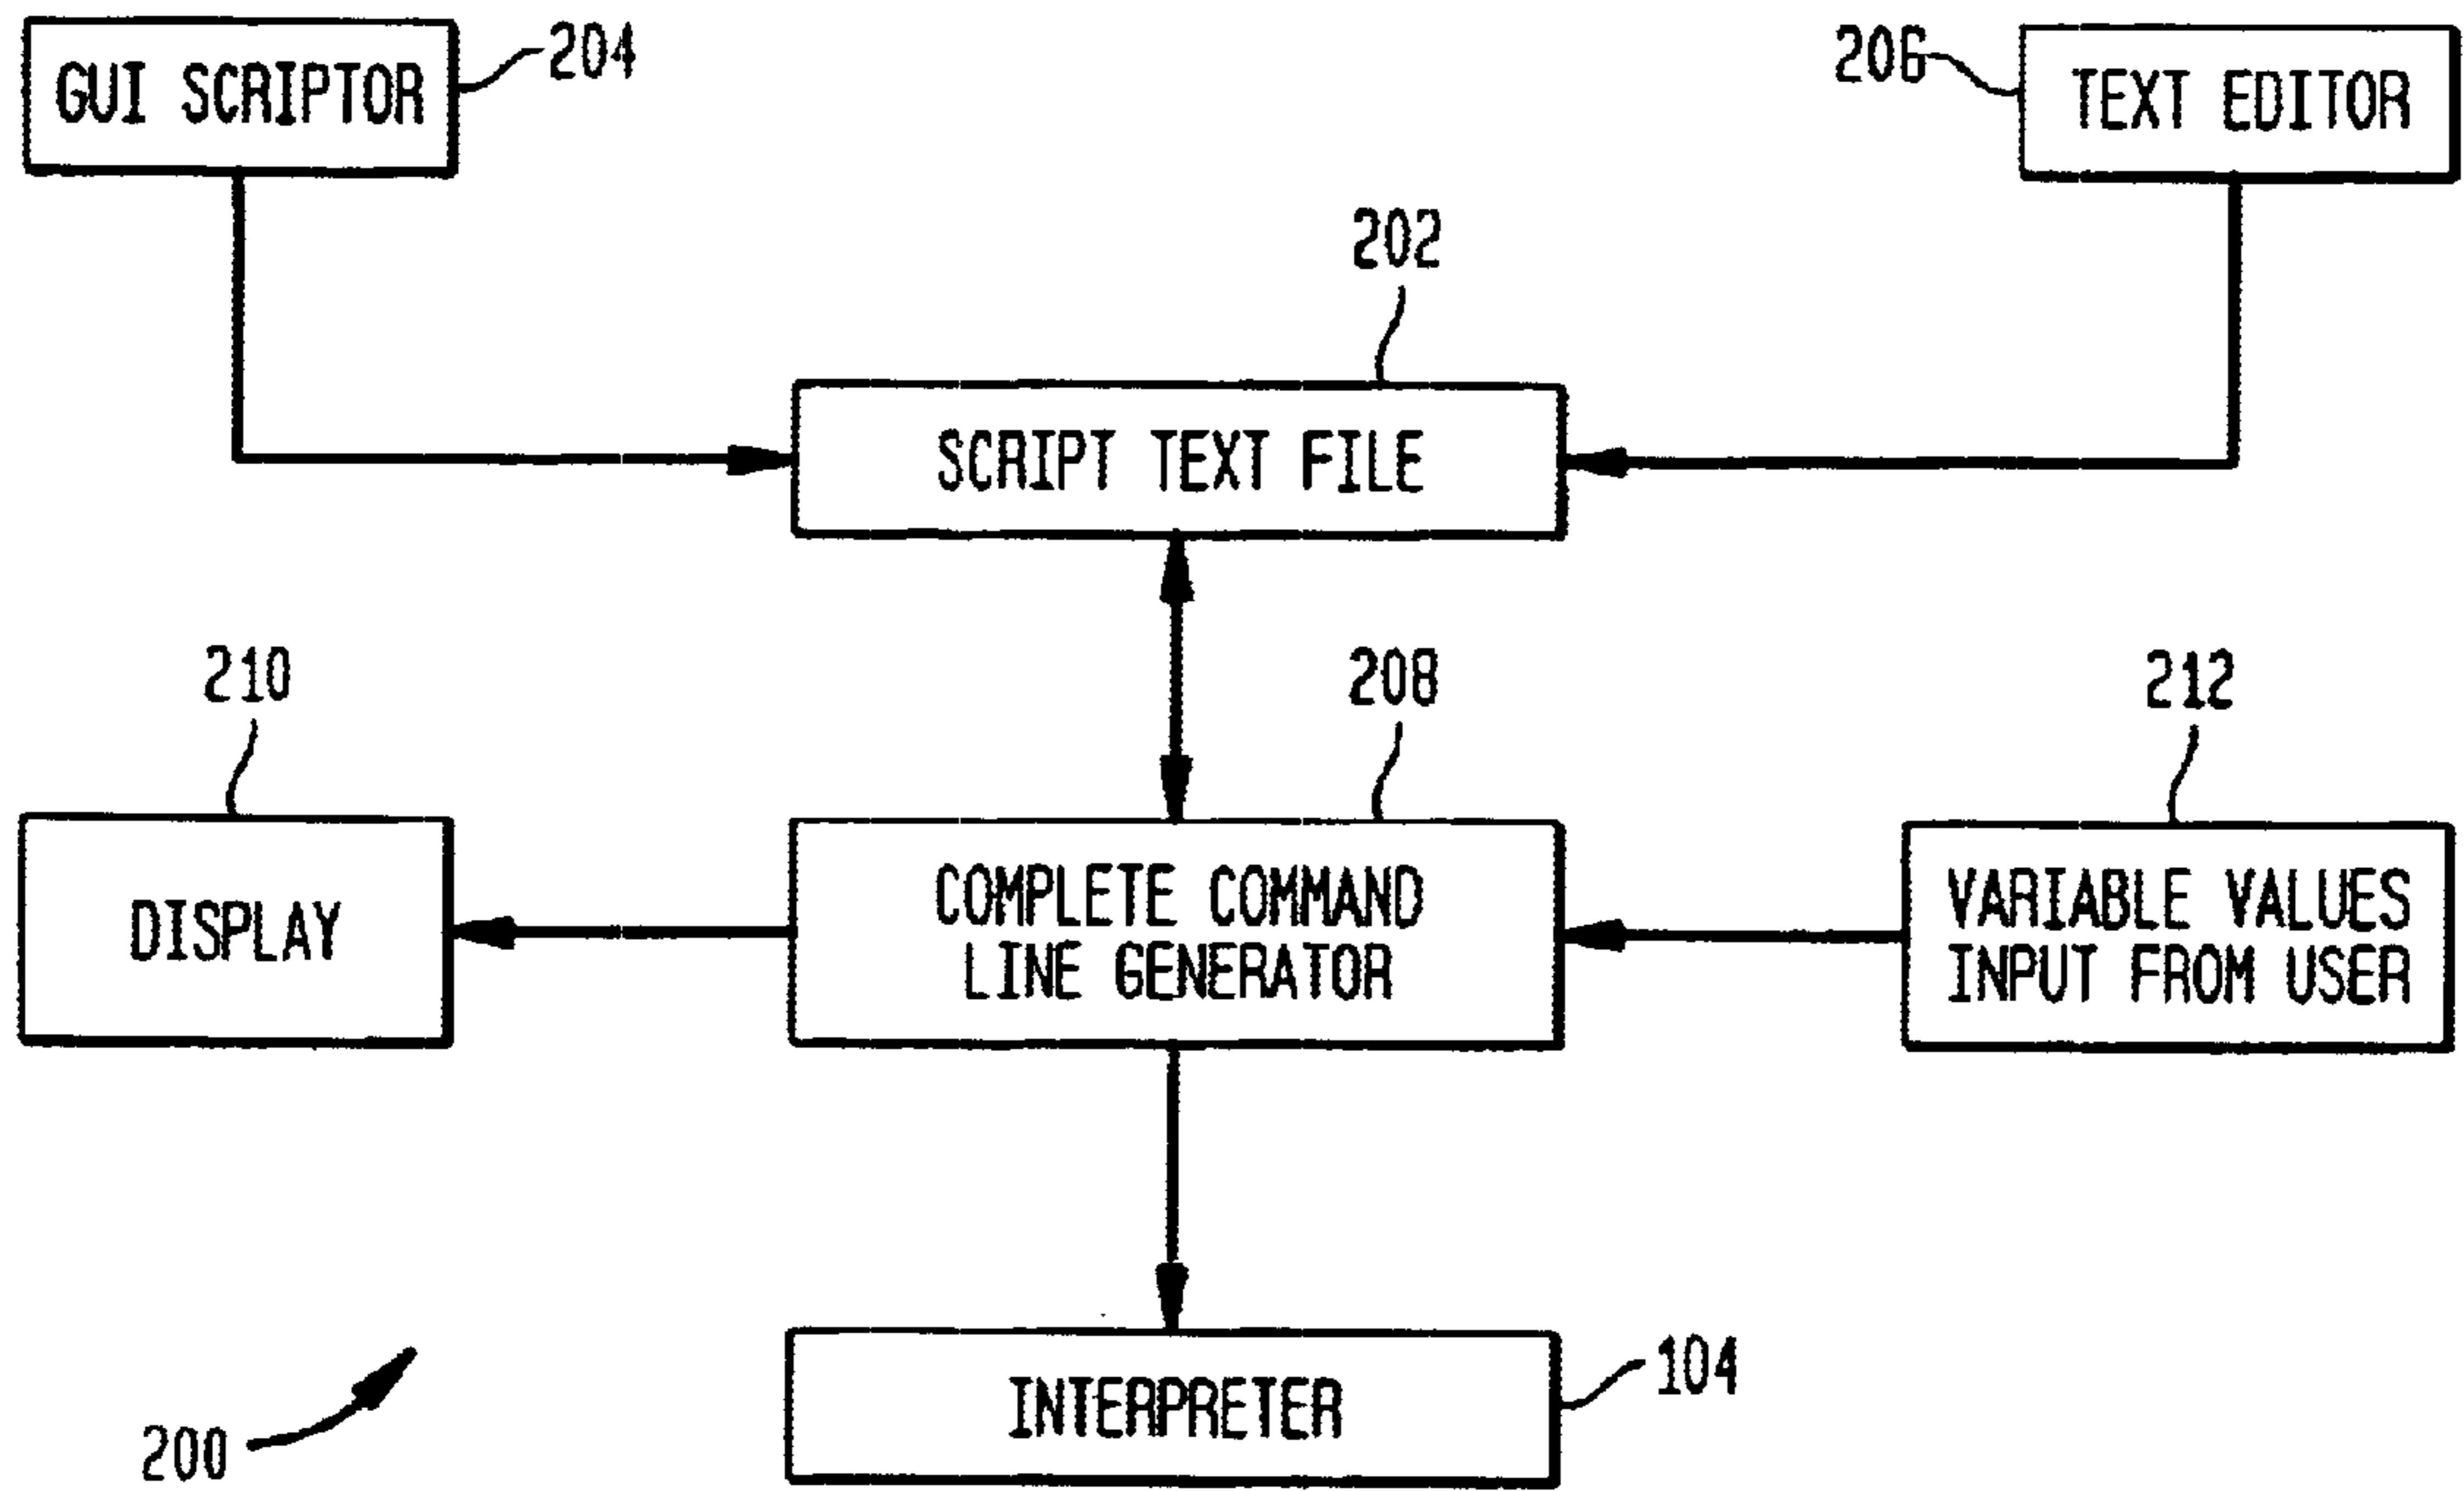 GUI SCRIPTOR
204
206
TEXT EDITOR
202
SCRIPT TEXT FILE
210
208
212
DISPLAY
COMPLETE COMMAND
LINE GENERATOR
VARIABLE VALUES
INPUT FROM USER
INTERPRETER
104
200